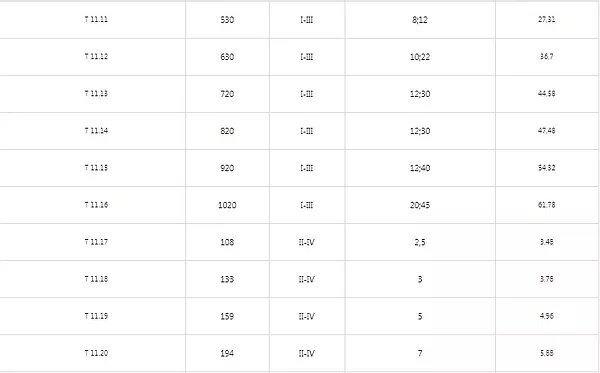 T 11.11 530 I-III 8;12 27,31
T 11.12 630 I-III 10;22 36,7
T 11.13 720 I-III 12;30 44,58
T 11.14 820 I-III 12;30 47,48
T 11.15 920 I-III 12;40 54,32
T 11.16 1020 I-III 20;45 61,78
T 11.17 108 II-IV 2,5 3,48
T 11.18 133 II-IV 3 3,78
T 11.19 159 II-IV 5 4,96
T 11.20 194 II-IV 7 5,88